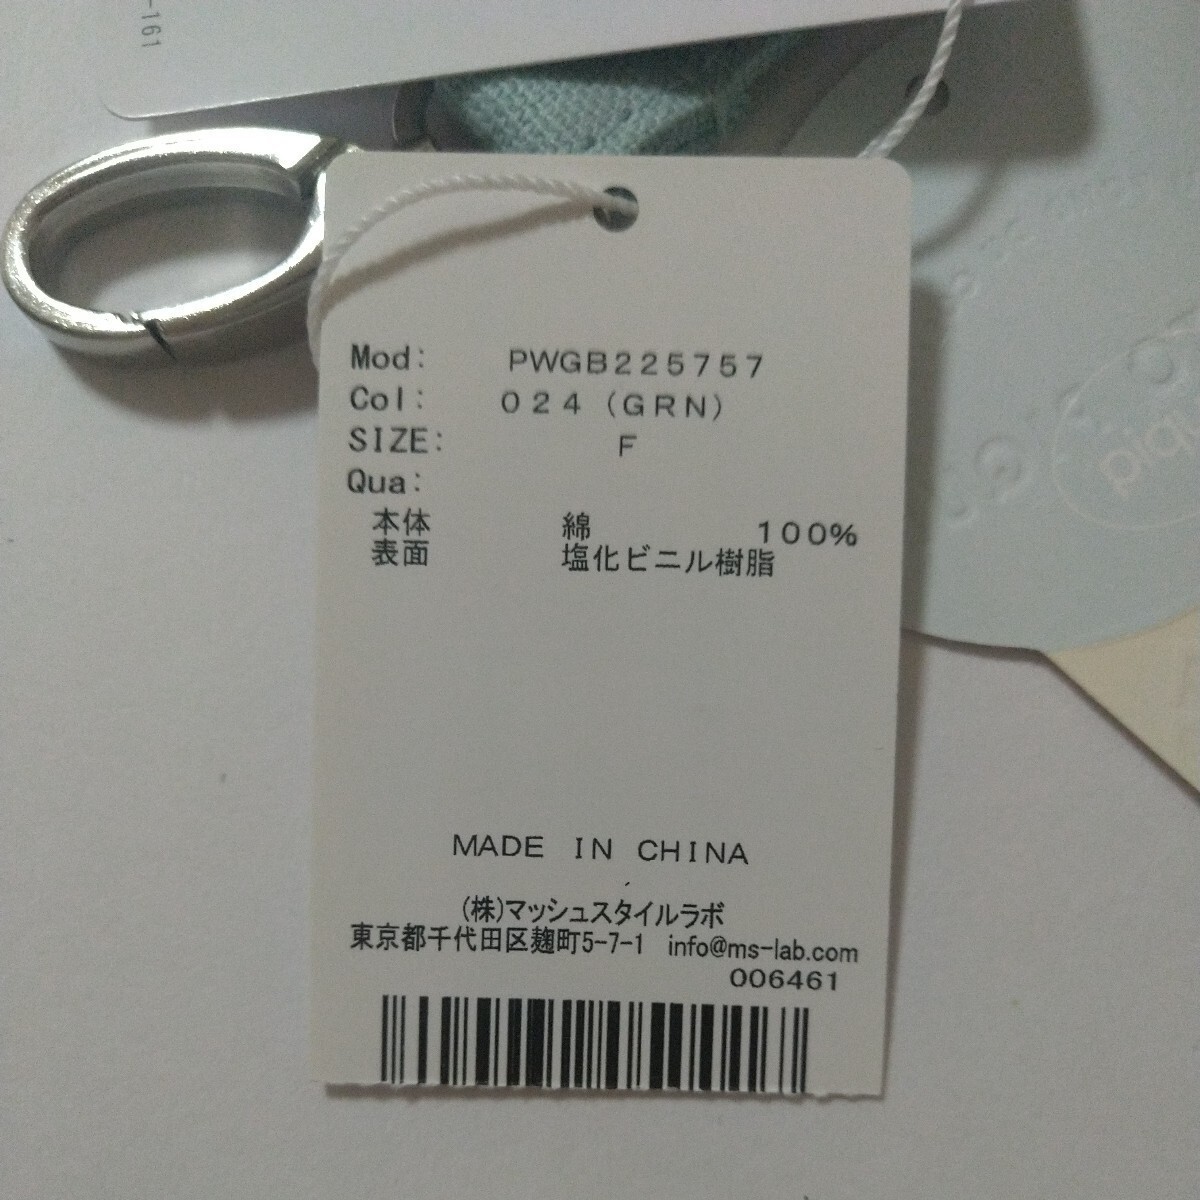 -161
Mod: PWGB225757
Col: 024 (GRN)
SIZE: F
Qua:
本体 綿 100%
表面 塩化ビニル樹脂
MADE IN CHINA
(株)マッシュスタイルラボ
東京都千代田区麹町5-7-1 info@ms-lab.com
006461